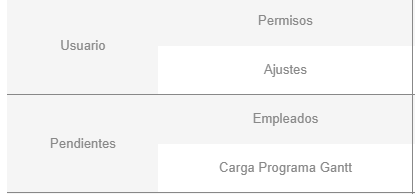 Usuario
Permisos
Ajustes
Pendientes
Empleados
Carga Programa Gantt